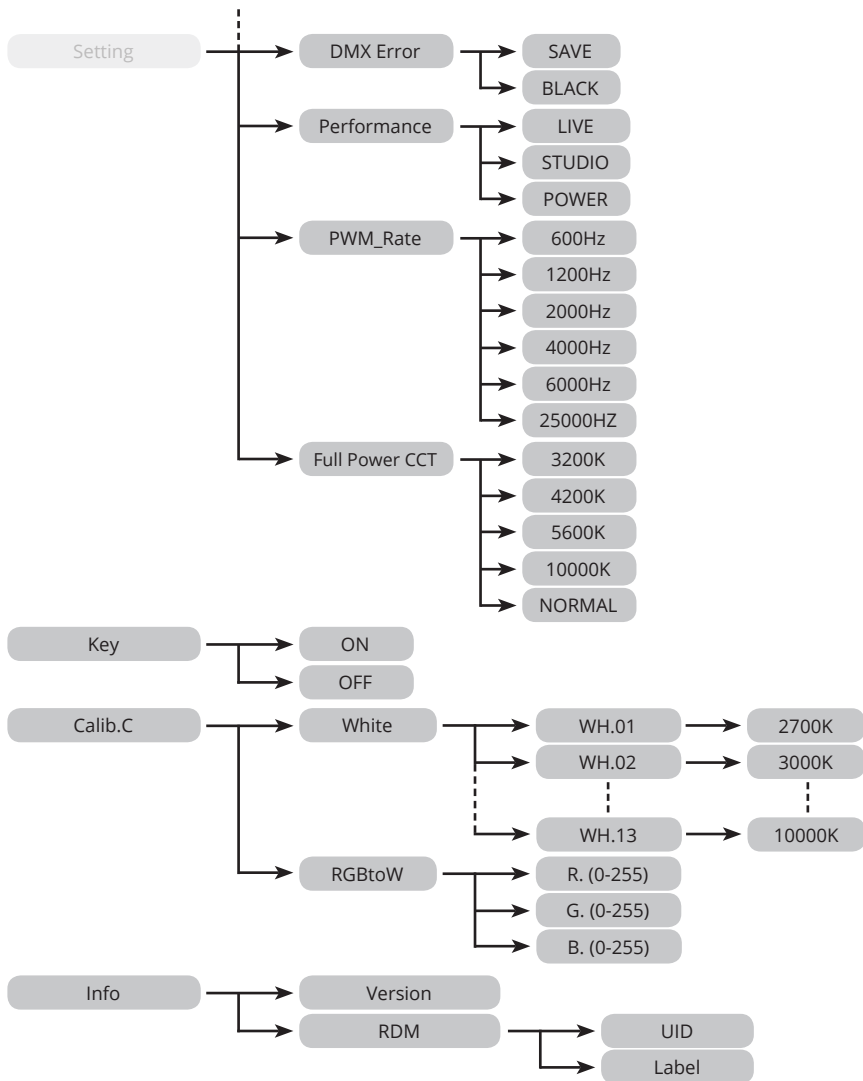 Setting
DMX Error
SAVE
BLACK
Performance
LIVE
STUDIO
POWER
PWM_Rate
600Hz
1200Hz
2000Hz
4000Hz
6000Hz
25000HZ
Full Power CCT
3200K
4200K
5600K
10000K
NORMAL
Key
ON
OFF
Calib.C
White
WH.01
2700K
WH.02
3000K
WH.13
10000K
RGBtoW
R. (0-255)
G. (0-255)
B. (0-255)
Info
Version
RDM
UID
Label